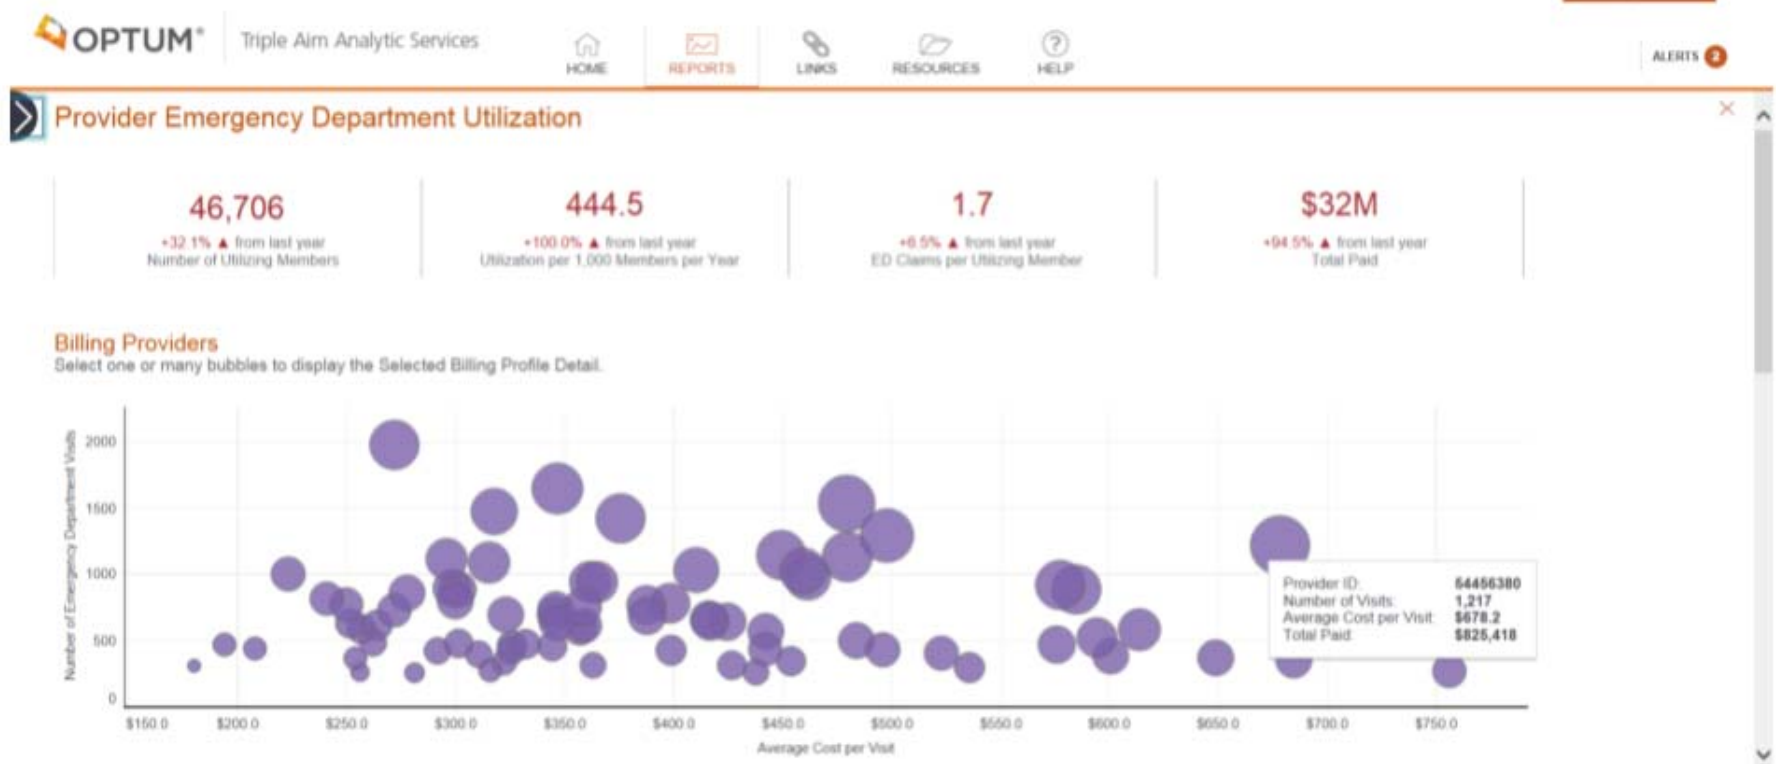 OPTUM® Triple Aim Analytic Services
HOME REPORTS LINKS RESOURCES HELP
ALERTS 2
Provider Emergency Department Utilization
46,706
+32.1% ▲ from last year
Number of Utilizing Members
444.5
+100.0% ▲ from last year
Utilization per 1,000 Members per Year
1.7
+6.5% ▲ from last year
ED Claims per Utilizing Member
$32M
+94.5% ▲ from last year
Total Paid
Billing Providers
Select one or many bubbles to display the Selected Billing Profile Detail.
Number of Emergency Department Visits
2000
1500
1000
500
0
Provider ID: 54456380
Number of Visits: 1,217
Average Cost per Visit: $678.2
Total Paid: $825,418
$150.0 $200.0 $250.0 $300.0 $350.0 $400.0 $450.0 $500.0 $550.0 $600.0 $650.0 $700.0 $750.0
Average Cost per Visit